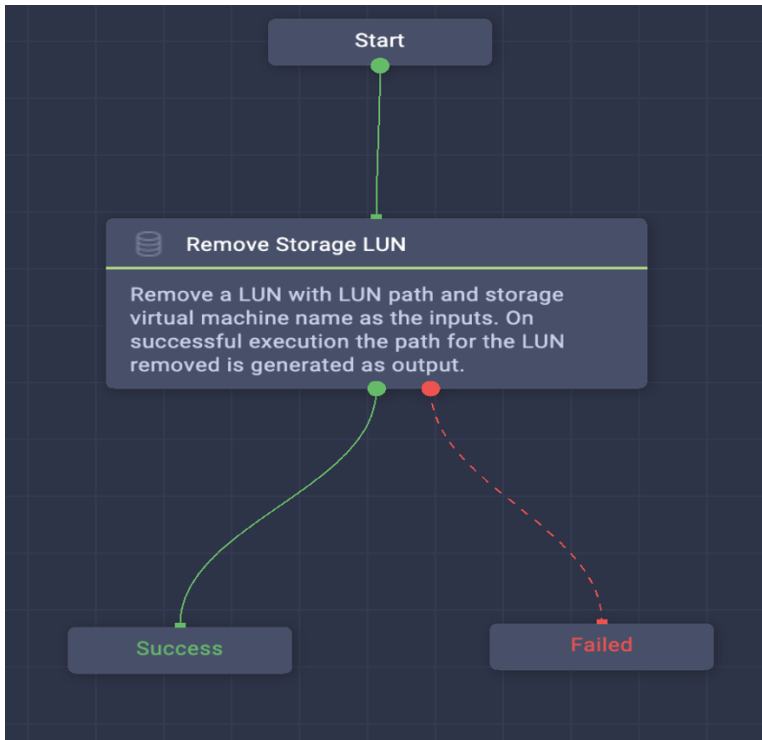 Start
Remove Storage LUN
Remove a LUN with LUN path and storage
virtual machine name as the inputs. On
successful execution the path for the LUN
removed is generated as output.
Success
Failed